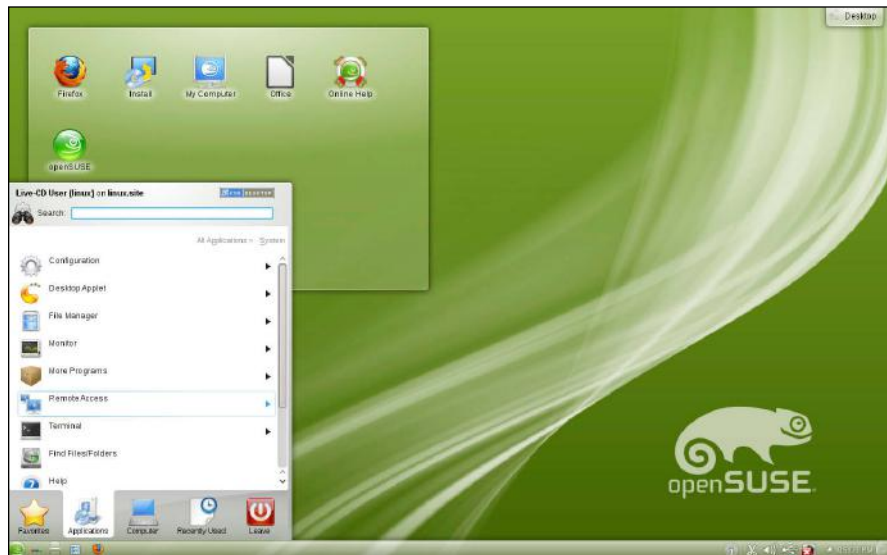 Desktop
Firefox
Install
My Computer
Office
Online Help
openSUSE
Live-CD User (linux) on linux.site
Search:
All Applications > System
Configuration
Desktop Applet
File Manager
Monitor
More Programs
Remote Access
Terminal
Find Files/Folders
Help
Favorites
Applications
Computer
Recently Used
Leave
openSUSE